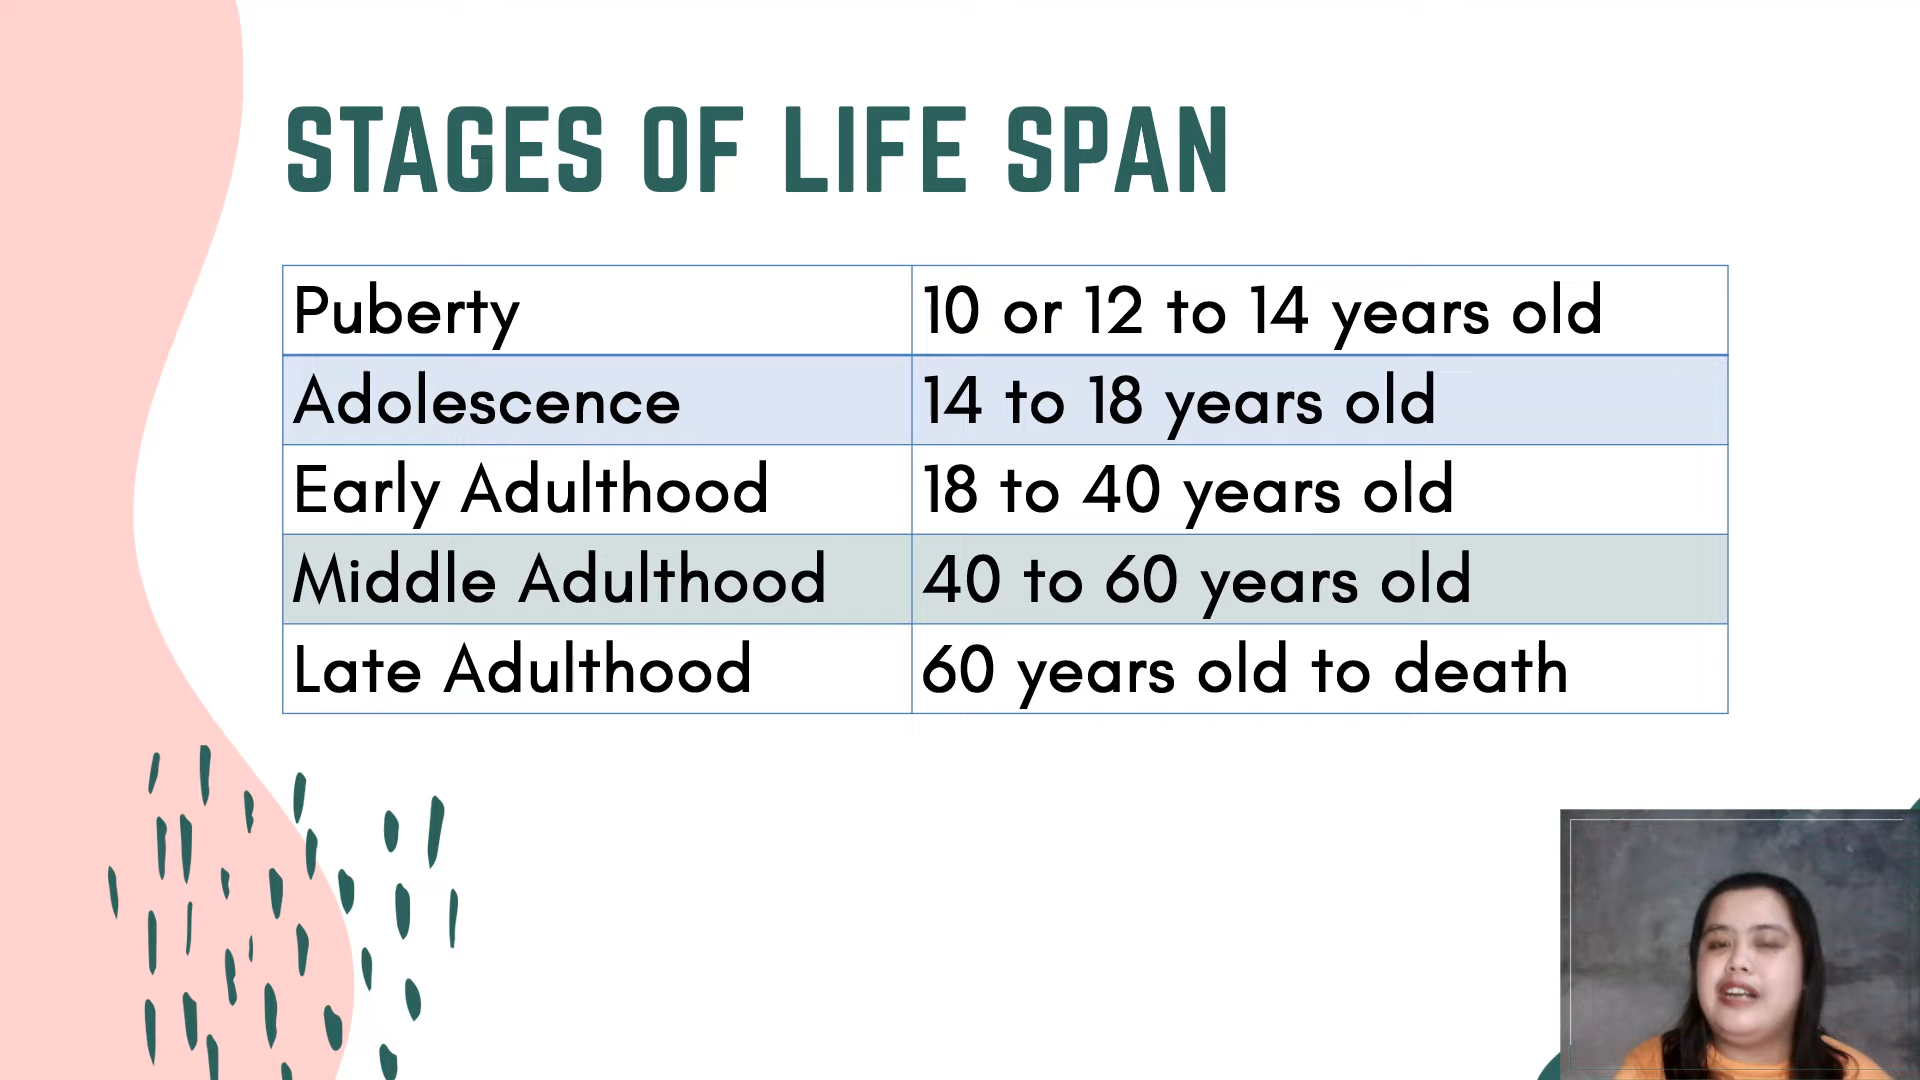 STAGES OF LIFE SPAN
Puberty 10 or 12 to 14 years old
Adolescence 14 to 18 years old
Early Adulthood 18 to 40 years old
Middle Adulthood 40 to 60 years old
Late Adulthood 60 years old to death